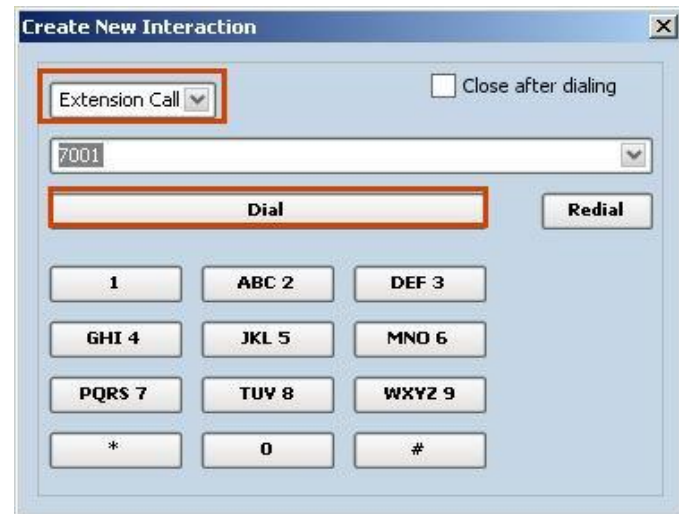 Create New Interaction
Extension Call
Close after dialing
7001
Dial
Redial
1
ABC 2
DEF 3
GHI 4
JKL 5
MNO 6
PQRS 7
TUV 8
WXYZ 9
*
0
#